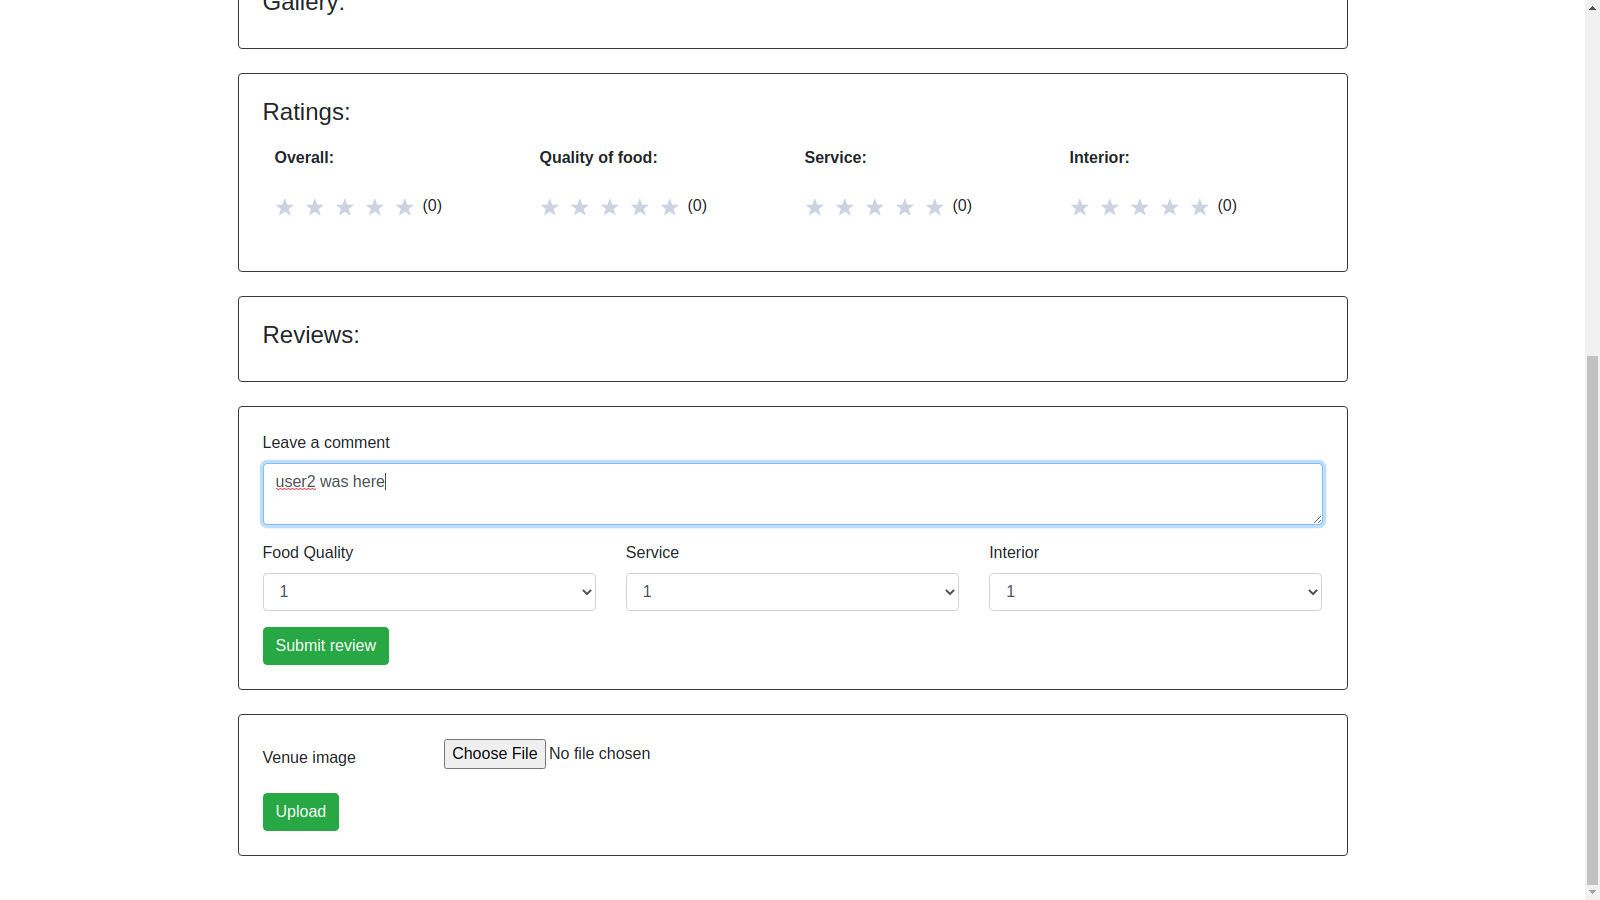 Gallery:
Ratings:
Overall: Quality of food: Service: Interior:
(0) (0) (0) (0)
Reviews:
Leave a comment
user2 was here
Food Quality Service Interior
1 1 1
Submit review
Venue image Choose File No file chosen
Upload